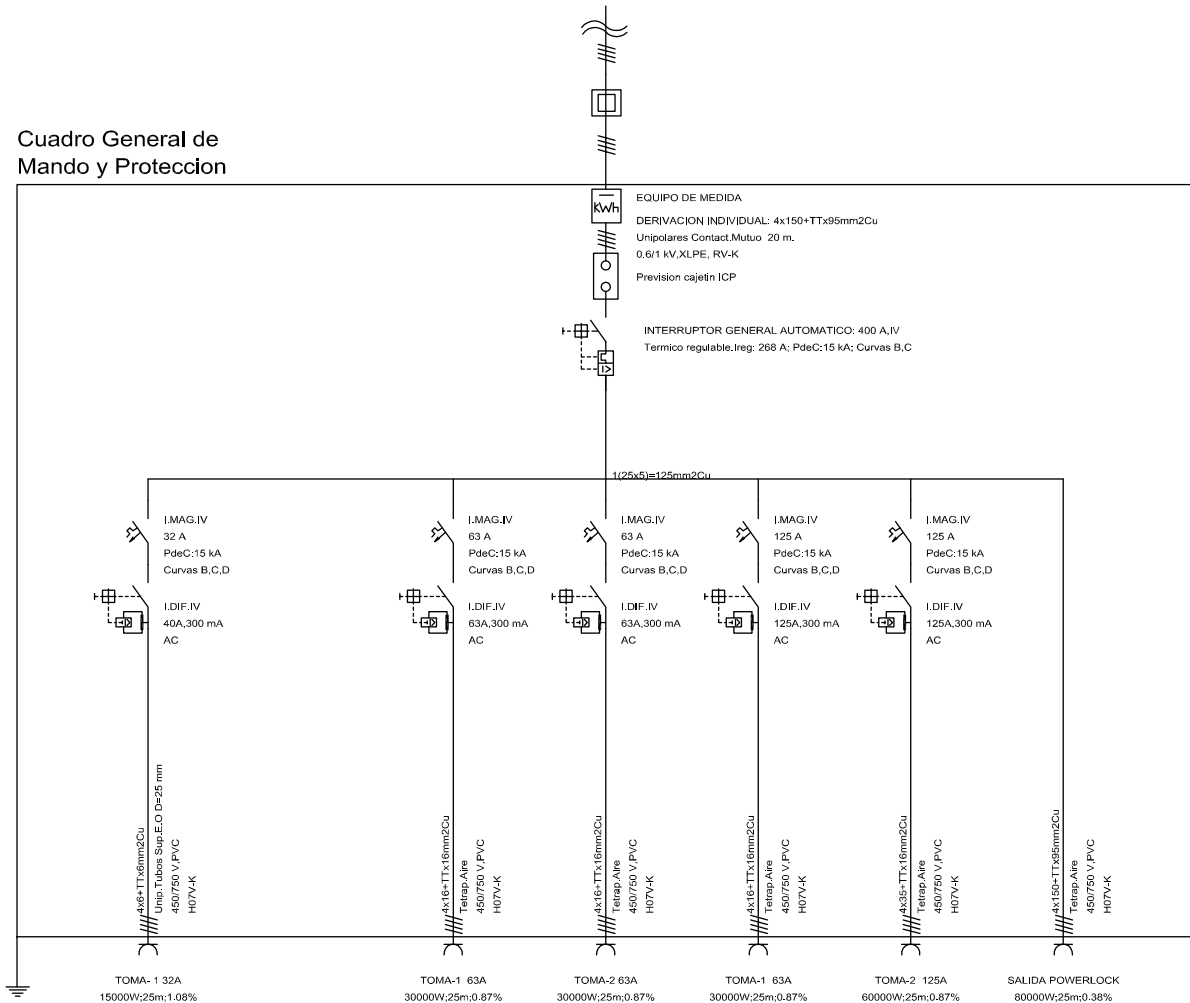 Cuadro General de
Mando y Proteccion
KWh
EQUIPO DE MEDIDA
DERIVACION INDIVIDUAL: 4x150+TTx95mm2Cu
Unipolares Contact.Mutuo 20 m.
0.6/1 kV,XLPE, RV-K
Prevision cajetin ICP
INTERRUPTOR GENERAL AUTOMATICO: 400 A,IV
Termico regulable.Ireg: 268 A; PdeC:15 kA; Curvas B,C
I>
1(25x5)=125mm2Cu
I.MAG.IV
32 A
PdeC:15 kA
Curvas B,C,D
I.DIF.IV
40A,300 mA
AC
I.MAG.IV
63 A
PdeC:15 kA
Curvas B,C,D
I.DIF.IV
63A,300 mA
AC
I.MAG.IV
63 A
PdeC:15 kA
Curvas B,C,D
I.DIF.IV
63A,300 mA
AC
I.MAG.IV
125 A
PdeC:15 kA
Curvas B,C,D
I.DIF.IV
125A,300 mA
AC
I.MAG.IV
125 A
PdeC:15 kA
Curvas B,C,D
I.DIF.IV
125A,300 mA
AC
4x6+TTx6mm2Cu
Unip.Tubos Sup.E.O D=25 mm
450/750 V,PVC
H07V-K
4x16+TTx16mm2Cu
Tetrap.Aire
450/750 V,PVC
H07V-K
4x16+TTx16mm2Cu
Tetrap.Aire
450/750 V,PVC
H07V-K
4x16+TTx16mm2Cu
Tetrap.Aire
450/750 V,PVC
H07V-K
4x35+TTx16mm2Cu
Tetrap.Aire
450/750 V,PVC
H07V-K
4x150+TTx95mm2Cu
Tetrap.Aire
450/750 V,PVC
H07V-K
TOMA- 1 32A
15000W;25m;1.08%
TOMA-1 63A
30000W;25m;0.87%
TOMA-2 63A
30000W;25m;0.87%
TOMA-1 63A
30000W;25m;0.87%
TOMA-2 125A
60000W;25m;0.87%
SALIDA POWERLOCK
80000W;25m;0.38%